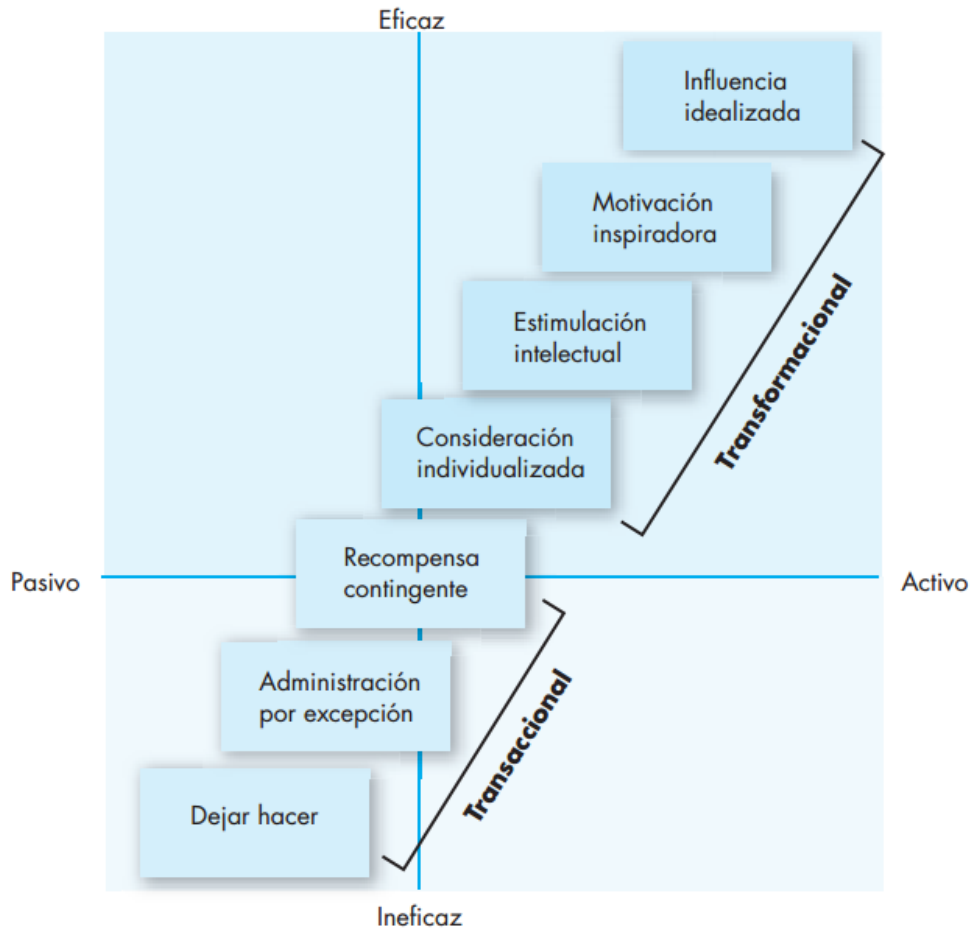 Eficaz
Influencia
idealizada
Motivación
inspiradora
Estimulación
intelectual
Transformacional
Consideración
individualizada
Recompensa
contingente
Pasivo
Activo
Administración
por excepción
Transaccional
Dejar hacer
Ineficaz